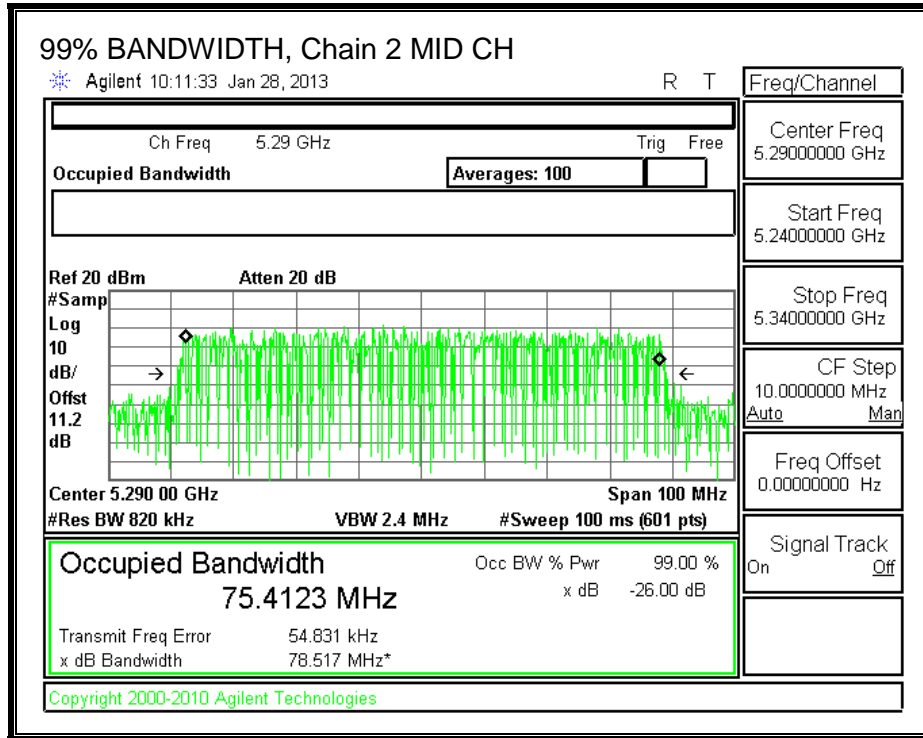 99% BANDWIDTH, Chain 2 MID CH
Agilent 10:11:33 Jan 28, 2013 R T
Freq/Channel
Ch Freq 5.29 GHz Trig Free
Occupied Bandwidth Averages: 100
Center Freq
5.29000000 GHz
Start Freq
5.24000000 GHz
Stop Freq
5.34000000 GHz
CF Step
10.0000000 MHz
Auto Man
Freq Offset
0.00000000 Hz
Signal Track
On Off
Ref 20 dBm Atten 20 dB
#Samp
Log
10
dB/
Offst
11.2
dB
Center 5.290 00 GHz Span 100 MHz
#Res BW 820 kHz VBW 2.4 MHz #Sweep 100 ms (601 pts)
Occupied Bandwidth Occ BW % Pwr 99.00 %
75.4123 MHz x dB -26.00 dB
Transmit Freq Error 54.831 kHz
x dB Bandwidth 78.517 MHz*
Copyright 2000-2010 Agilent Technologies